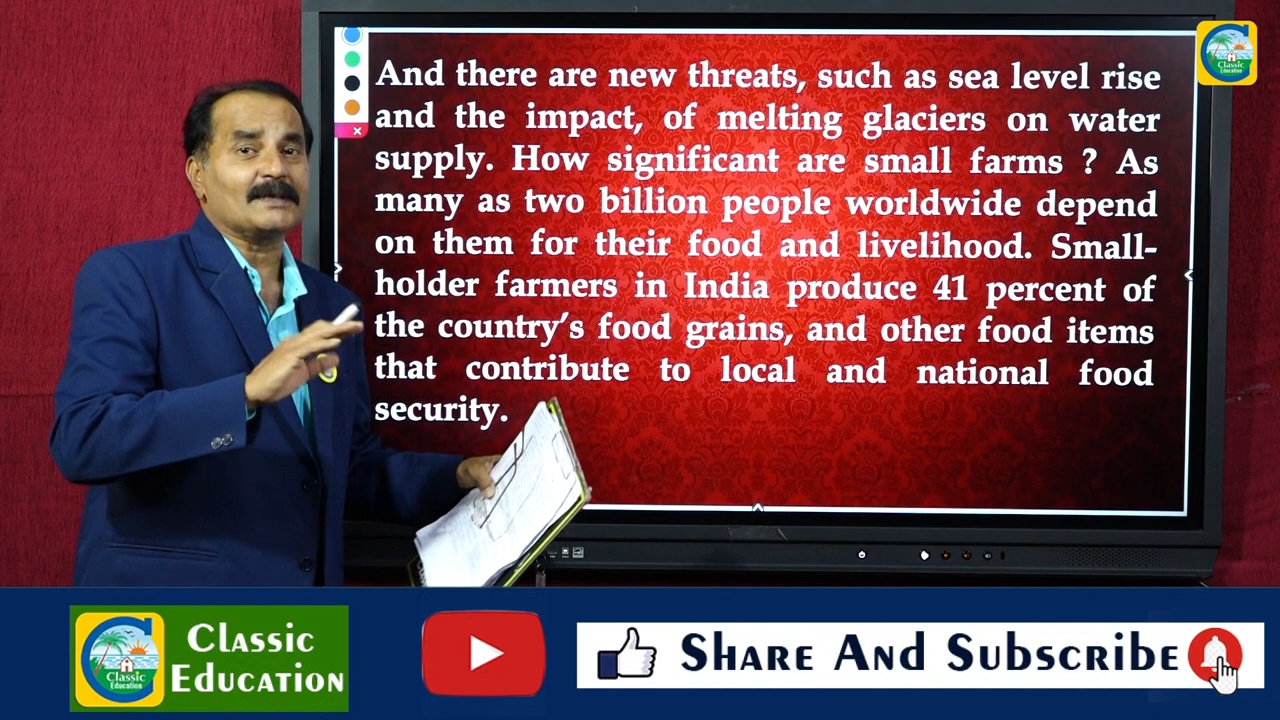 And there are new threats, such as sea level rise
and the impact, of melting glaciers on water
supply. How significant are small farms ? As
many as two billion people worldwide depend
on them for their food and livelihood. Small-
holder farmers in India produce 41 percent of
the country's food grains, and other food items
that contribute to local and national food
security.
Classic
Education
Classic
Education
Classic
Education
Share And Subscribe